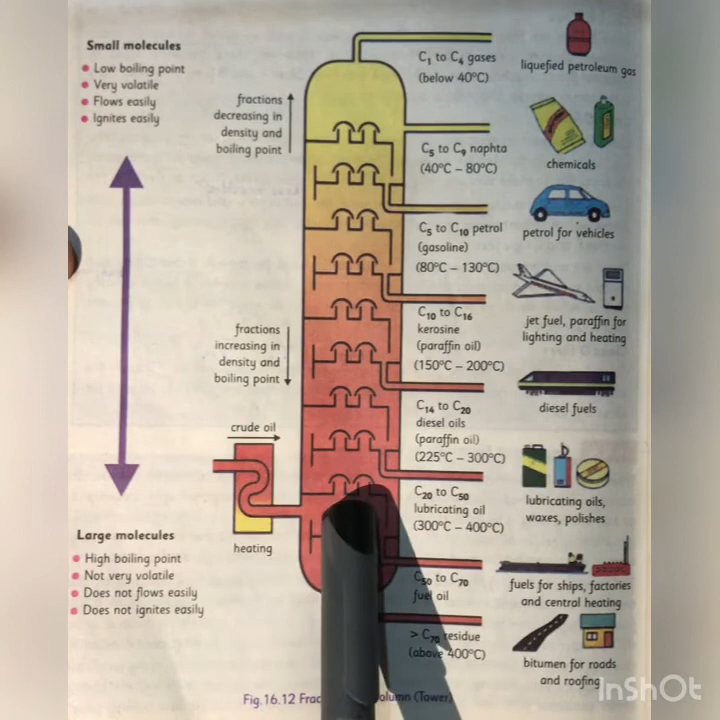 Small molecules
Low boiling point
Very volatile
Flows easily
Ignites easily
fractions
decreasing in
density and
boiling point
C₁ to C₄ gases
(below 40°C)
liquefied petroleum gas
C₅ to C₉ naphta
(40°C – 80°C)
chemicals
C₅ to C₁₀ petrol
(gasoline)
(80°C – 130°C)
petrol for vehicles
C₁₀ to C₁₆
kerosine
(paraffin oil)
(150°C – 200°C)
jet fuel, paraffin for
lighting and heating
fractions
increasing in
density and
boiling point
C₁₄ to C₂₀
diesel oils
(paraffin oil)
(225°C – 300°C)
diesel fuels
crude oil
heating
C₂₀ to C₅₀
lubricating oil
(300°C – 400°C)
lubricating oils,
waxes, polishes
Large molecules
High boiling point
Not very volatile
Does not flows easily
Does not ignites easily
C₅₀ to C₇₀
fuel oil
fuels for ships, factories
and central heating
> C₇₀ residue
(above 400°C)
bitumen for roads
and roofing
Fig.16.12 (Tower)
InShOt